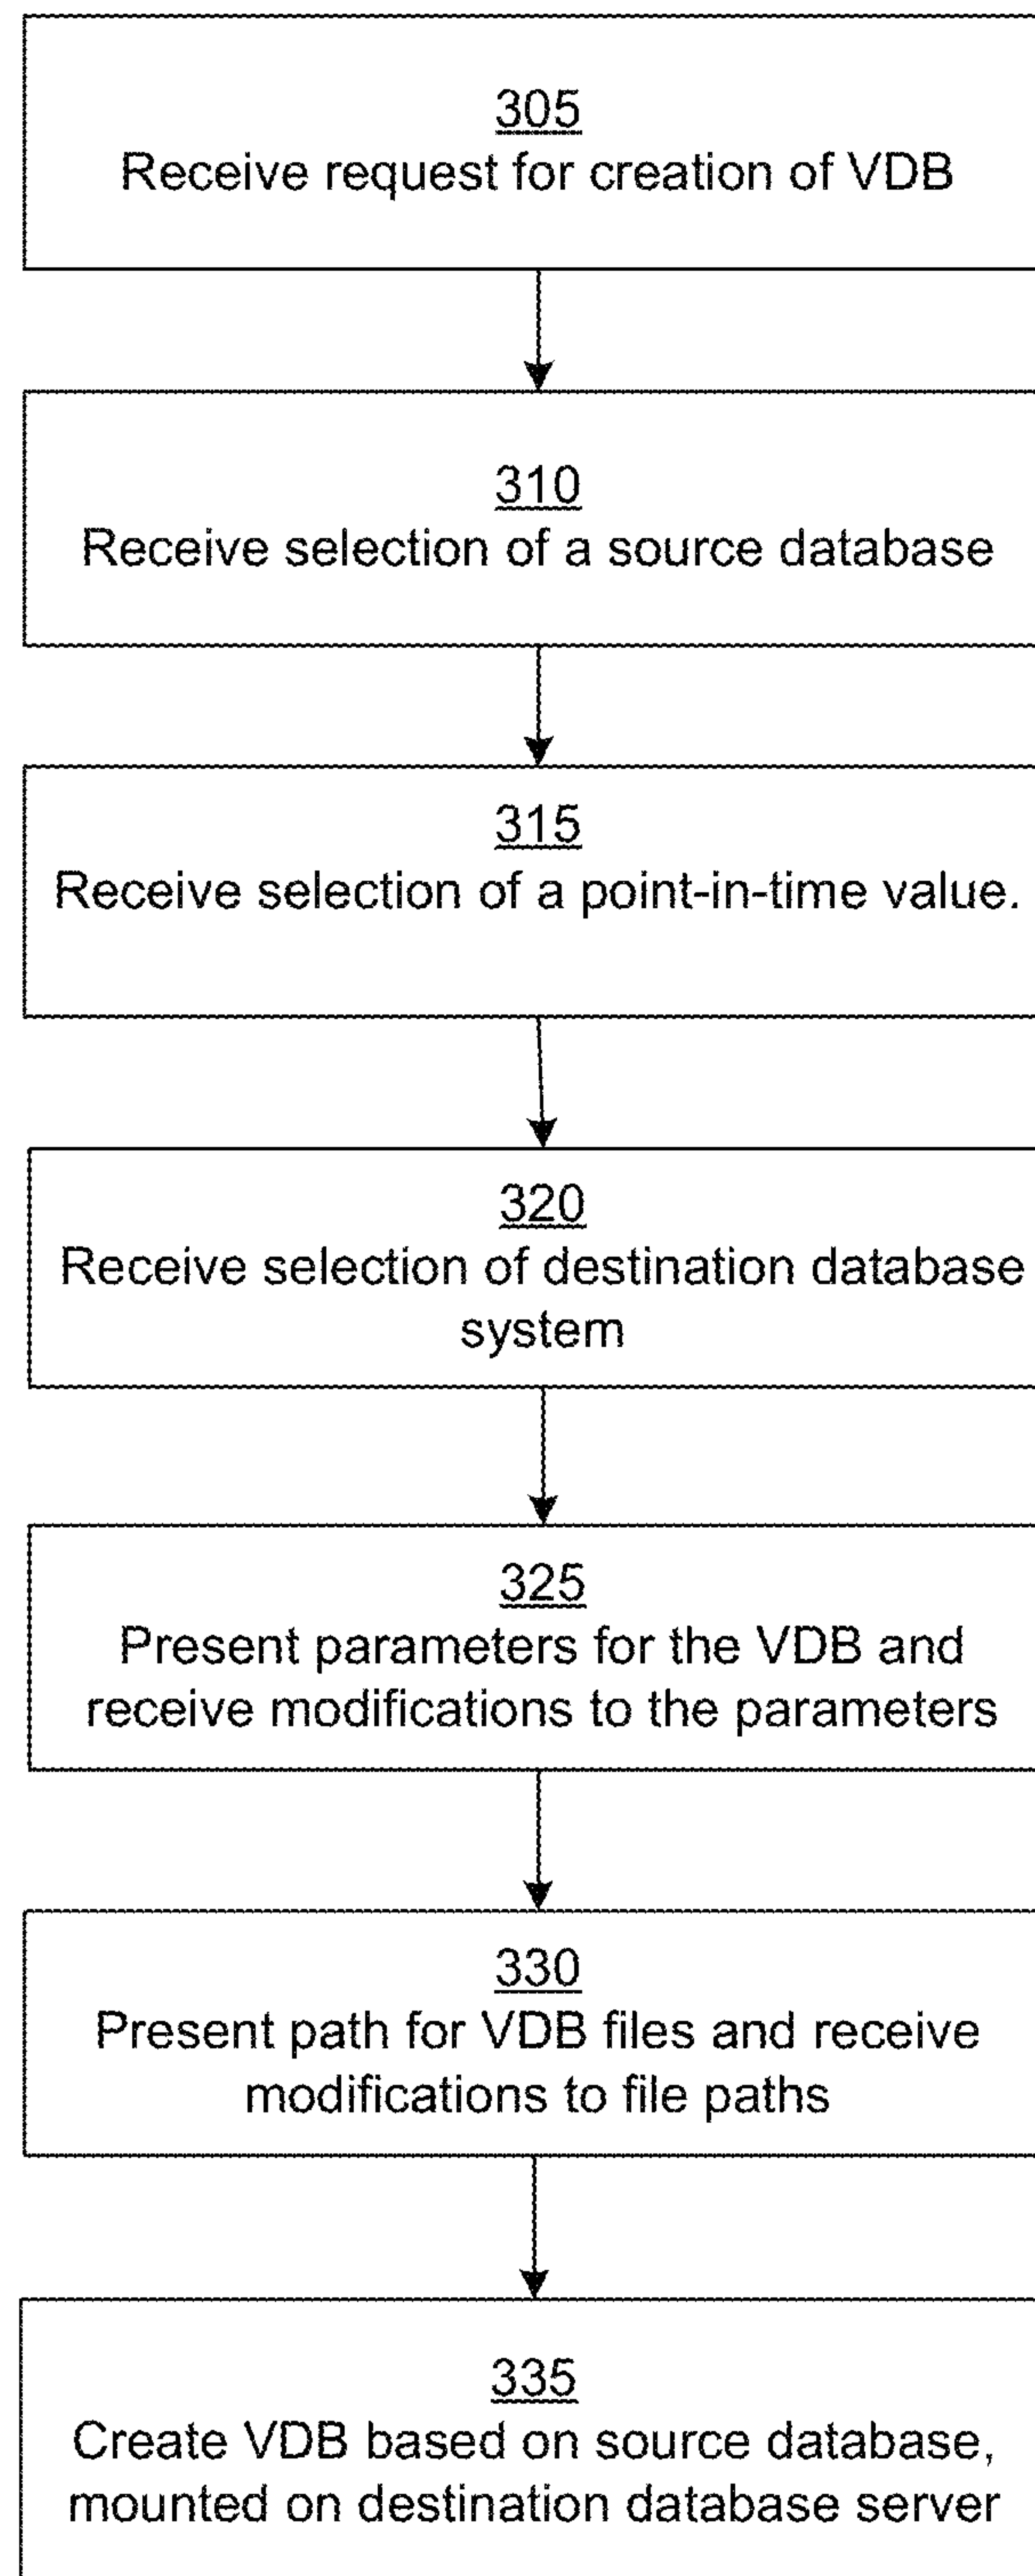 305
Receive request for creation of VDB
310
Receive selection of a source database
315
Receive selection of a point-in-time value.
320
Receive selection of destination database
system
325
Present parameters for the VDB and
receive modifications to the parameters
330
Present path for VDB files and receive
modifications to file paths
335
Create VDB based on source database,
mounted on destination database server